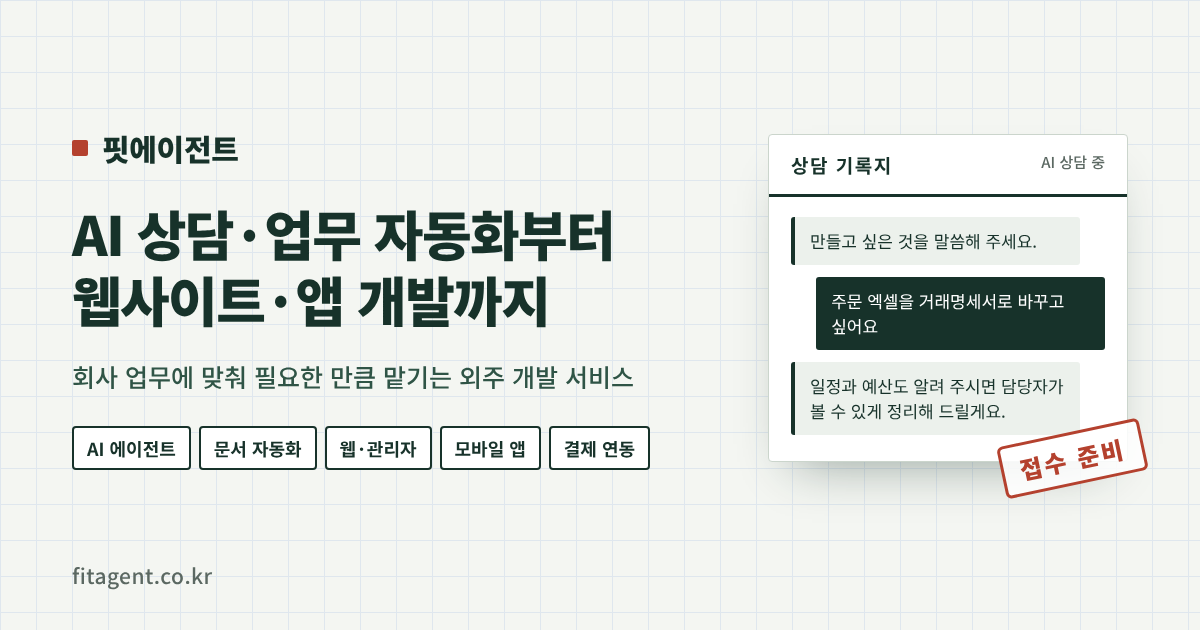 핏에이전트
AI 상담·업무 자동화부터
웹사이트·앱 개발까지
회사 업무에 맞춰 필요한 만큼 맡기는 외주 개발 서비스
AI 에이전트
문서 자동화
웹·관리자
모바일 앱
결제 연동
fitagent.co.kr
상담 기록지
AI 상담 중
만들고 싶은 것을 말씀해 주세요.
주문 엑셀을 거래명세서로 바꾸고
싶어요
일정과 예산도 알려 주시면 담당자가
볼 수 있게 정리해 드릴게요.
접수 준비